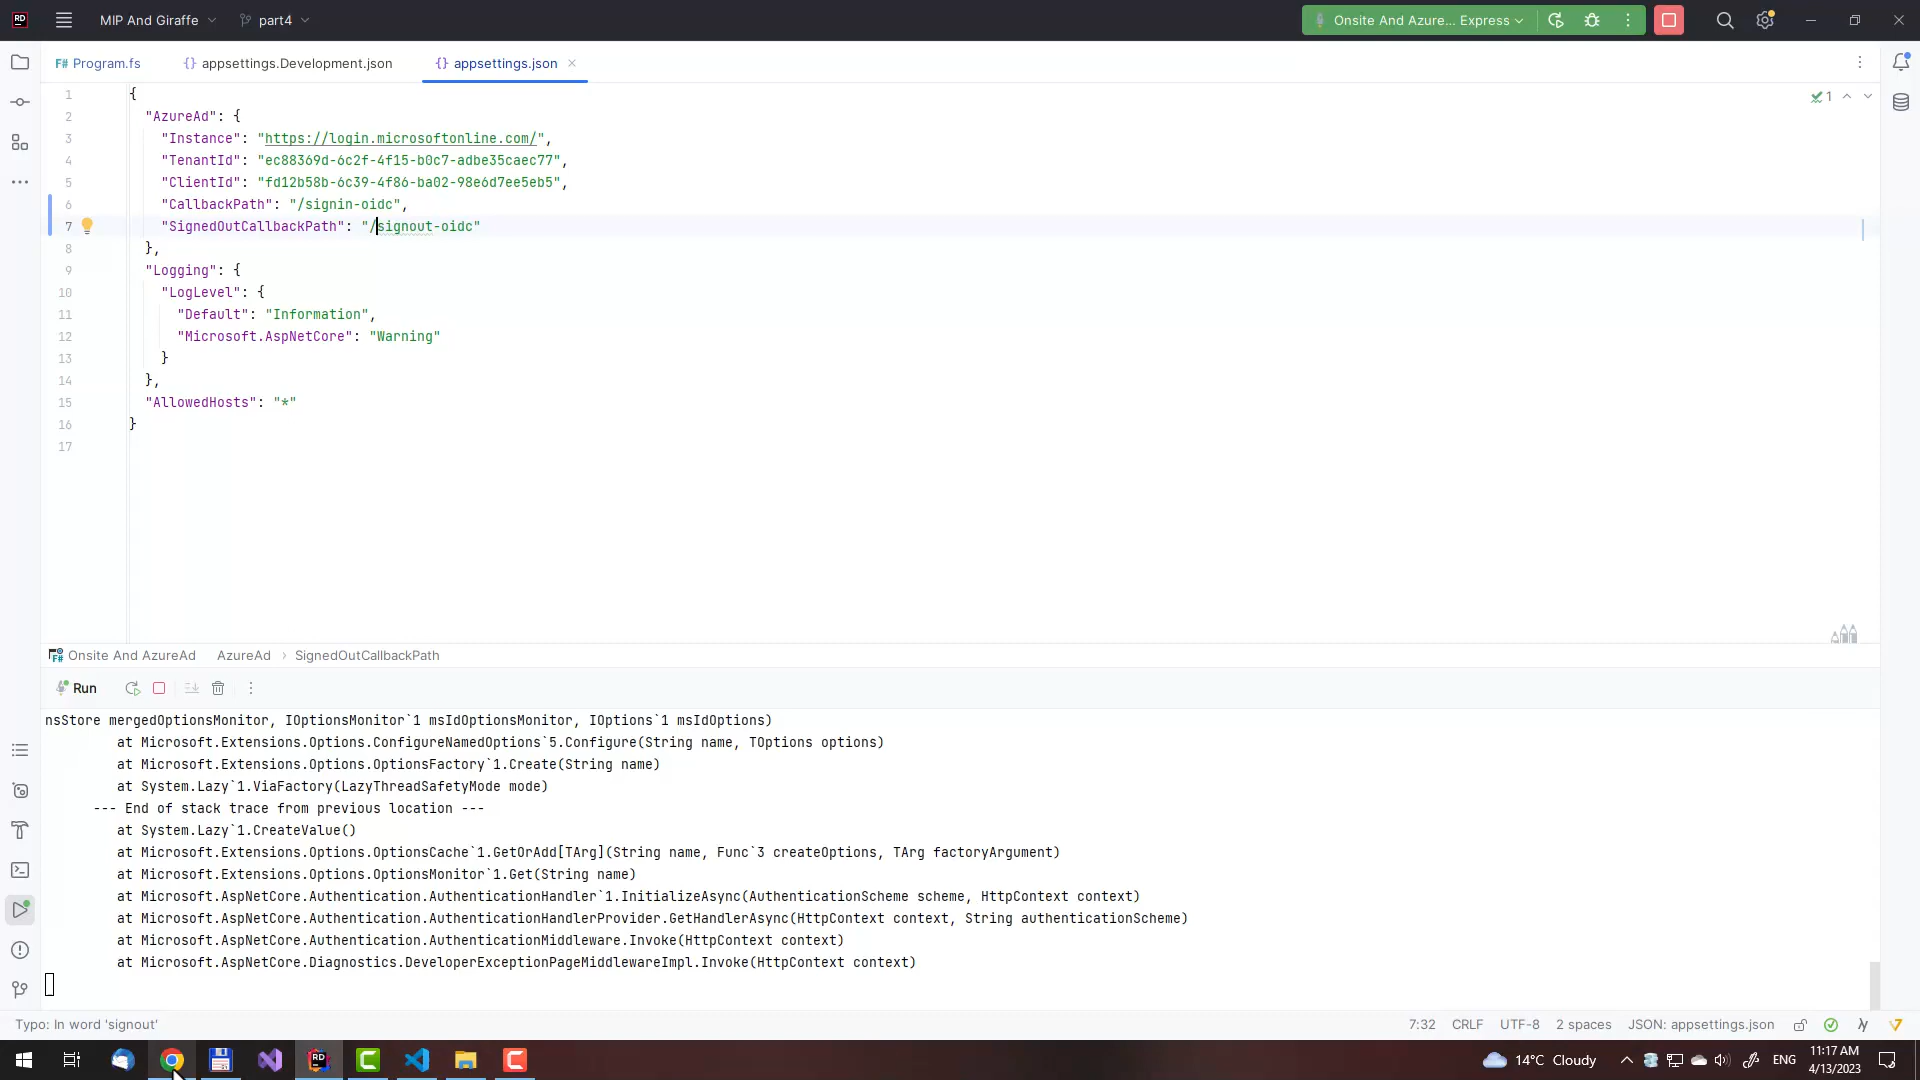 MIP And Giraffe
part4
Onsite And Azure... Express
F# Program.fs
{} appsettings.Development.json
{} appsettings.json
1 {
1
2 "AzureAd": {
3 "Instance": "https://login.microsoftonline.com/",
4 "TenantId": "ec88369d-6c2f-4f15-b0c7-adbe35caec77",
5 "ClientId": "fd12b58b-6c39-4f86-ba02-98e6d7ee5eb5",
6 "CallbackPath": "/signin-oidc",
7 "SignedOutCallbackPath": "/signout-oidc"
8 },
9 "Logging": {
10 "LogLevel": {
11 "Default": "Information",
12 "Microsoft.AspNetCore": "Warning"
13 }
14 },
15 "AllowedHosts": "*"
16 }
17
Onsite And AzureAd AzureAd › SignedOutCallbackPath
Run
nsStore mergedOptionsMonitor, IOptionsMonitor`1 msIdOptionsMonitor, IOptions`1 msIdOptions)
at Microsoft.Extensions.Options.ConfigureNamedOptions`5.Configure(String name, TOptions options)
at Microsoft.Extensions.Options.OptionsFactory`1.Create(String name)
at System.Lazy`1.ViaFactory(LazyThreadSafetyMode mode)
--- End of stack trace from previous location ---
at System.Lazy`1.CreateValue()
at Microsoft.Extensions.Options.OptionsCache`1.GetOrAdd[TArg](String name, Func`3 createOptions, TArg factoryArgument)
at Microsoft.Extensions.Options.OptionsMonitor`1.Get(String name)
at Microsoft.AspNetCore.Authentication.AuthenticationHandler`1.InitializeAsync(AuthenticationScheme scheme, HttpContext context)
at Microsoft.AspNetCore.Authentication.AuthenticationHandlerProvider.GetHandlerAsync(HttpContext context, String authenticationScheme)
at Microsoft.AspNetCore.Authentication.AuthenticationMiddleware.Invoke(HttpContext context)
at Microsoft.AspNetCore.Diagnostics.DeveloperExceptionPageMiddlewareImpl.Invoke(HttpContext context)
Typo: In word 'signout'
7:32 CRLF UTF-8 2 spaces JSON: appsettings.json
14°C Cloudy
ENG
11:17 AM
4/13/2023